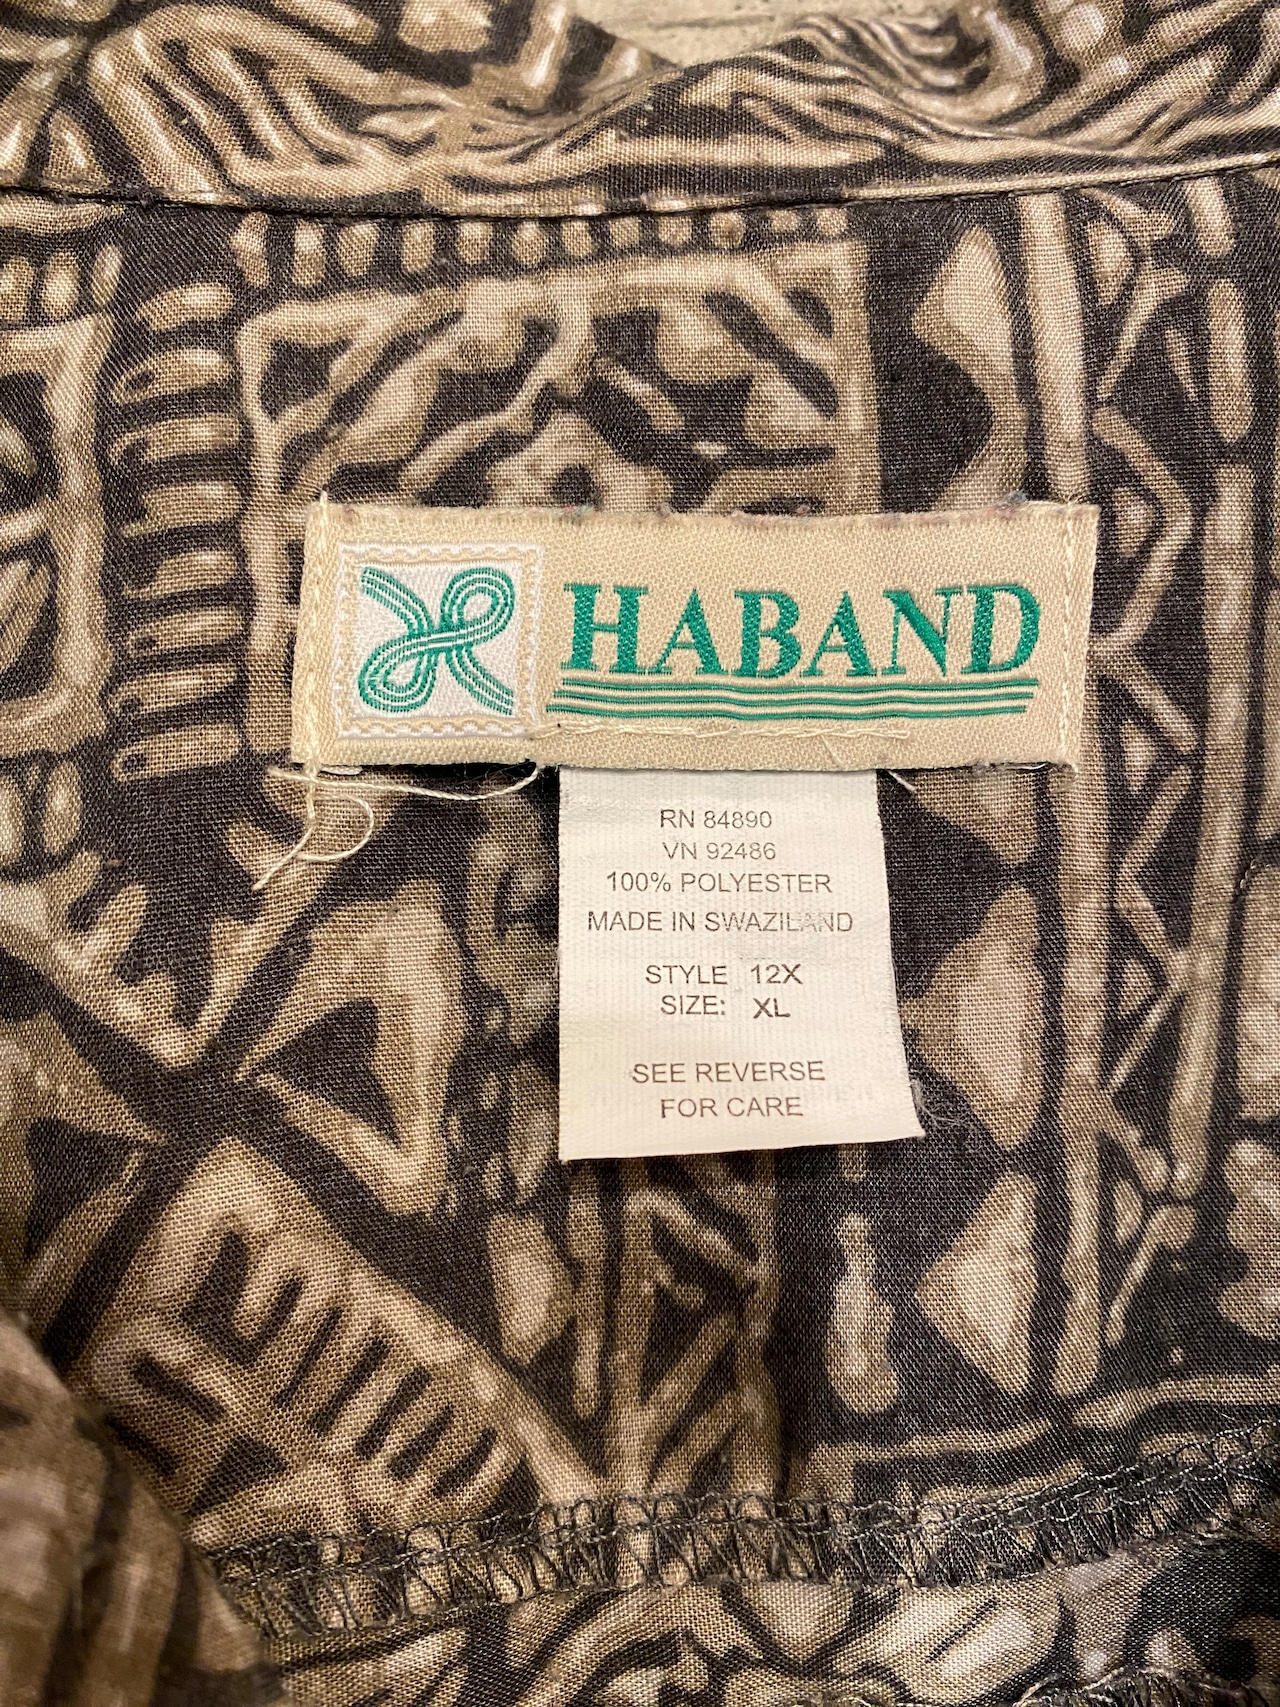 HABAND
RN 84890
VN 92486
100% POLYESTER
MADE IN SWAZILAND
STYLE 12X
SIZE: XL
SEE REVERSE
FOR CARE